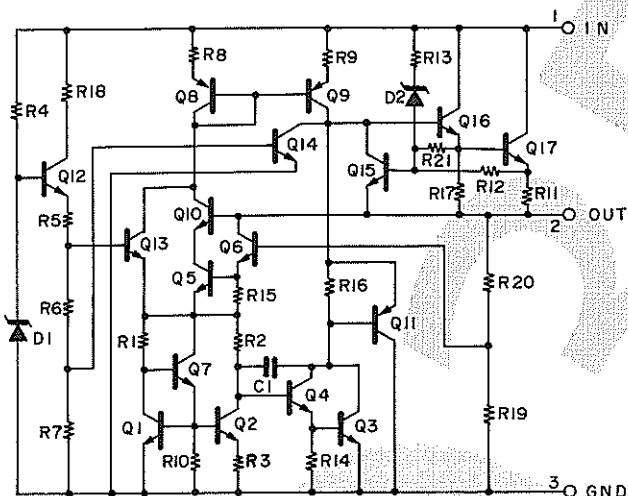 1 IN
R8
R9
R13
R18
R4
Q8
Q9
D2
Q16
Q14
Q17
Q12
R21
Q15
R12
R5
R17
R11
Q10
Q13
Q6
2 OUT
Q5
R20
R6
R15
R16
D1
R1
R2
Q11
Q7
C1
Q4
R19
R7
Q1
Q2
Q3
R10
R3
R14
3 GND